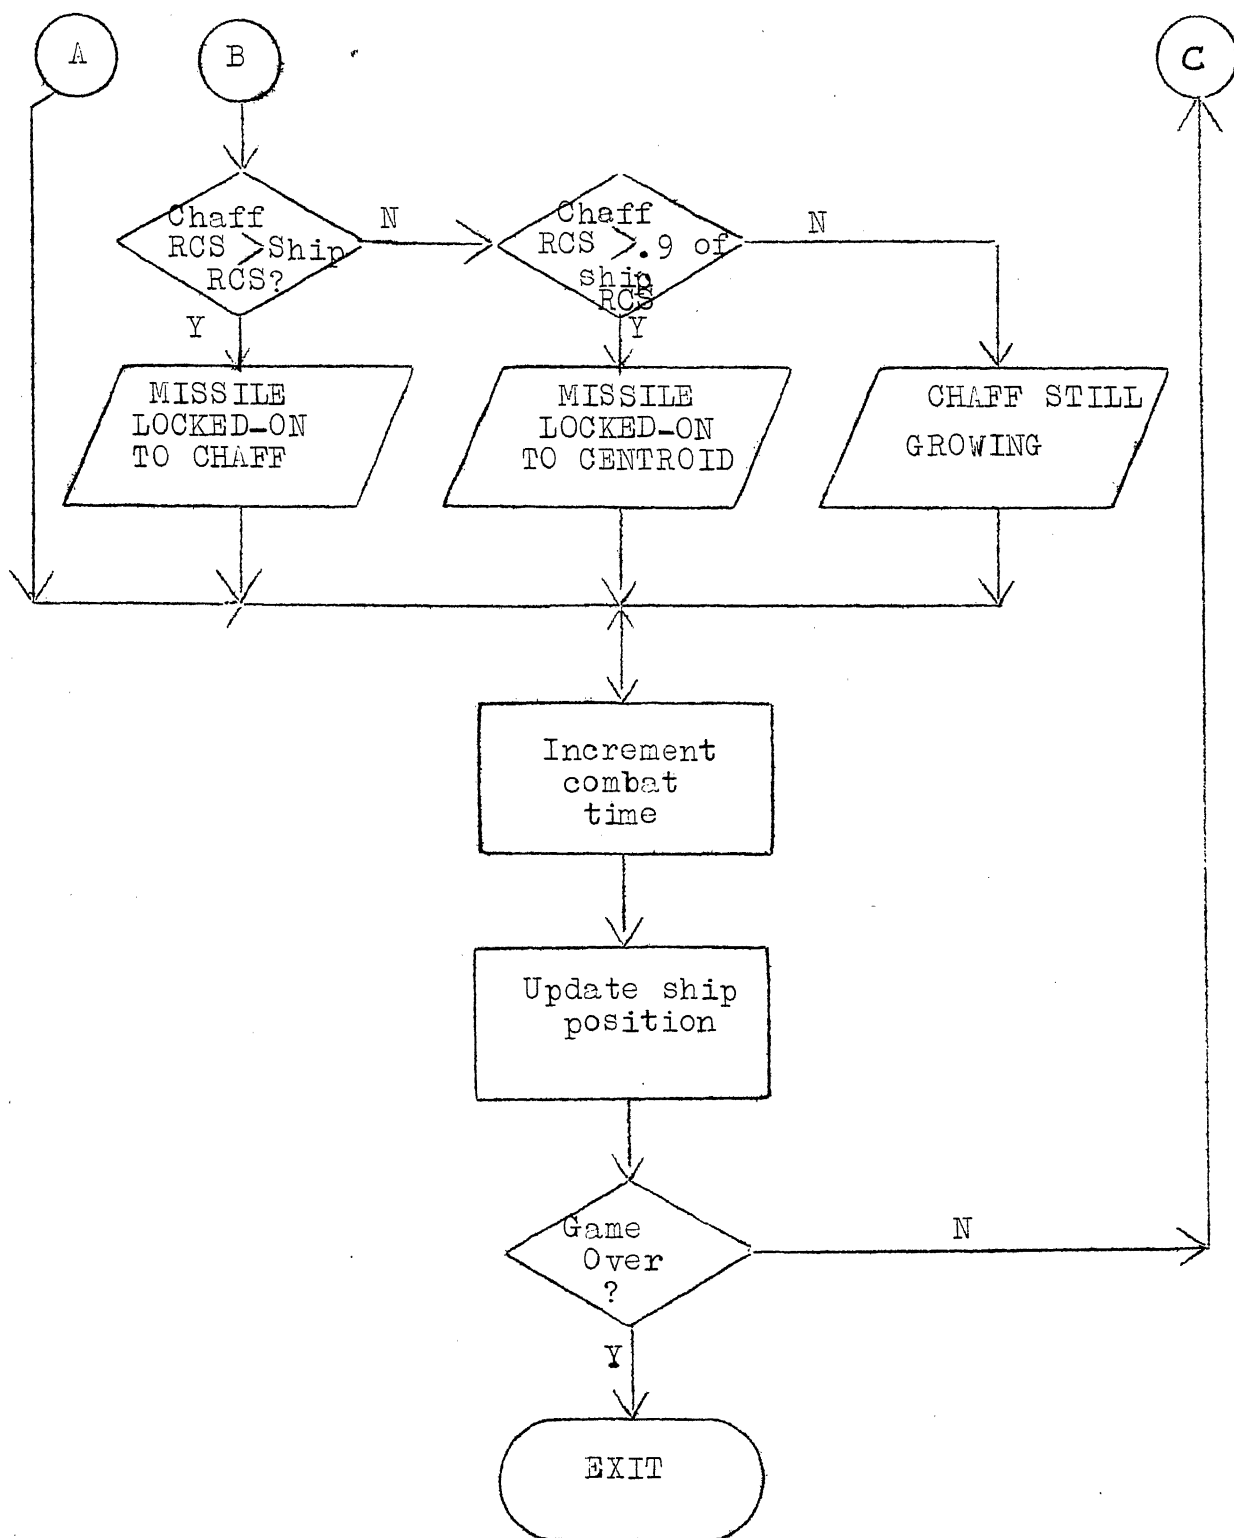 A
B
C
Chaff
RCS >Ship
RCS?
N
Y
Chaff
RCS >.9 of
ship
RCS
N
Y
MISSILE
LOCKED-ON
TO CHAFF
MISSILE
LOCKED-ON
TO CENTROID
CHAFF STILL
GROWING
Increment
combat
time
Update ship
position
Game
Over
?
N
Y
EXIT